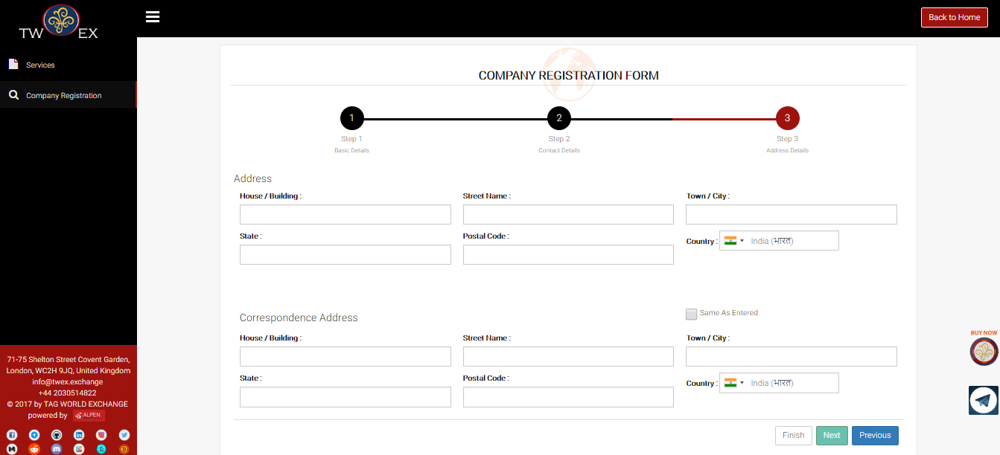 TW EX
Back to Home
Services
Company Registration
COMPANY REGISTRATION FORM
1 2 3
Step 1 Step 2 Step 3
Basic Details Contact Details Address Details
Address
House / Building : Street Name : Town / City :
State : Postal Code : Country : India (भारत)
Correspondence Address Same As Entered
House / Building : Street Name : Town / City :
State : Postal Code : Country : India (भारत)
Finish Next Previous
71-75 Shelton Street Covent Garden,
London, WC2H 9JQ, United Kingdom
info@twex.exchange
+44 2030514822
© 2017 by TAG WORLD EXCHANGE
powered by ALPEN
BUY NOW